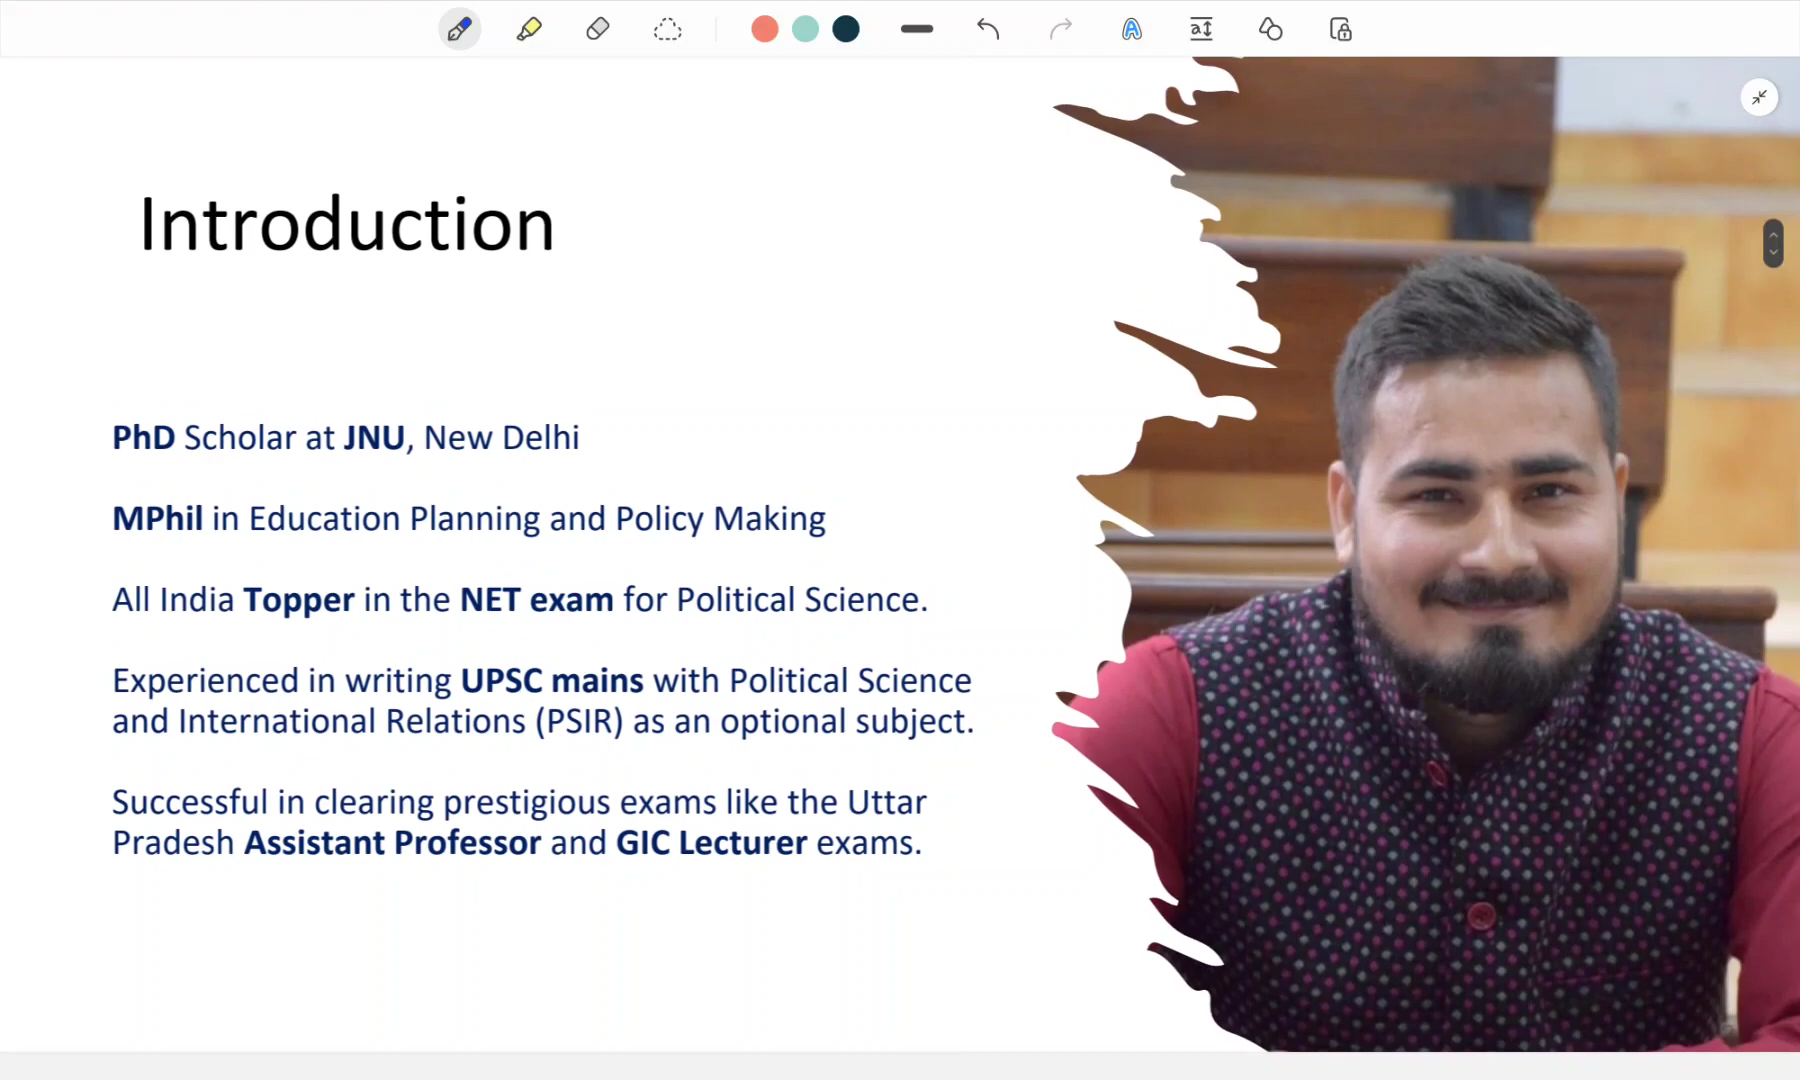 Introduction
PhD Scholar at JNU, New Delhi
MPhil in Education Planning and Policy Making
All India Topper in the NET exam for Political Science.
Experienced in writing UPSC mains with Political Science
and International Relations (PSIR) as an optional subject.
Successful in clearing prestigious exams like the Uttar
Pradesh Assistant Professor and GIC Lecturer exams.